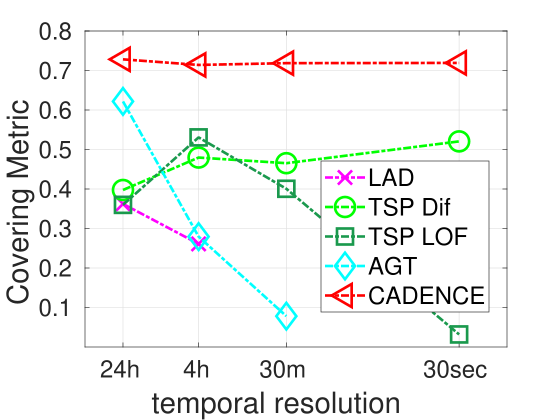 0.8
0.7
0.6
0.5
0.4
0.3
0.2
0.1
Covering Metric
LAD
TSP Dif
TSP LOF
AGT
CADENCE
24h 4h 30m 30sec
temporal resolution